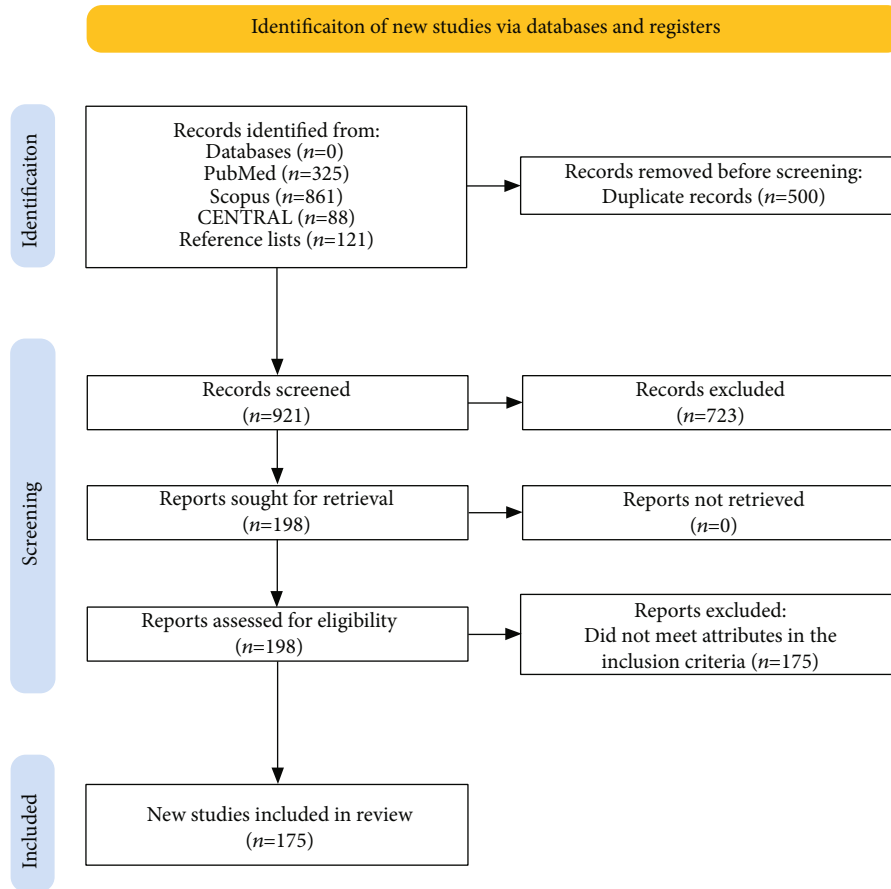 Identificaiton of new studies via databases and registers
Identificaiton
Records identified from:
Databases (n=0)
PubMed (n=325)
Scopus (n=861)
CENTRAL (n=88)
Reference lists (n=121)
Records removed before screening:
Duplicate records (n=500)
Screening
Records screened
(n=921)
Records excluded
(n=723)
Reports sought for retrieval
(n=198)
Reports not retrieved
(n=0)
Reports assessed for eligibility
(n=198)
Reports excluded:
Did not meet attributes in the
inclusion criteria (n=175)
Included
New studies included in review
(n=175)